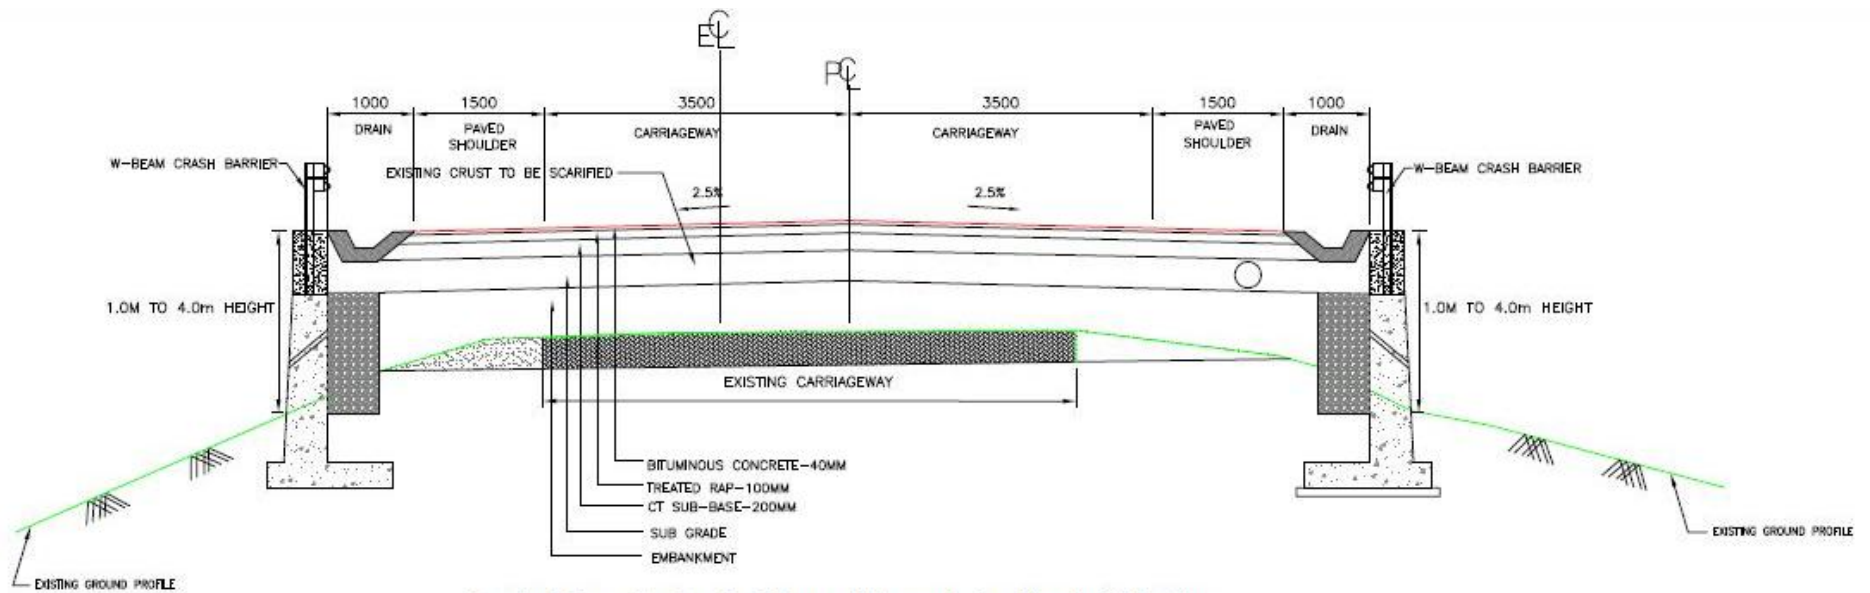 E℄
P℄
1000
1500
3500
3500
1500
1000
DRAIN
PAVED
SHOULDER
CARRIAGEWAY
CARRIAGEWAY
PAVED
SHOULDER
DRAIN
W-BEAM CRASH BARRIER
EXISTING CRUST TO BE SCARIFIED
W-BEAM CRASH BARRIER
2.5%
2.5%
1.0M TO 4.0m HEIGHT
1.0M TO 4.0m HEIGHT
EXISTING CARRIAGEWAY
BITUMINOUS CONCRETE-40MM
TREATED RAP-100MM
CT SUB-BASE-200MM
SUB GRADE
EMBANKMENT
EXISTING GROUND PROFILE
EXISTING GROUND PROFILE